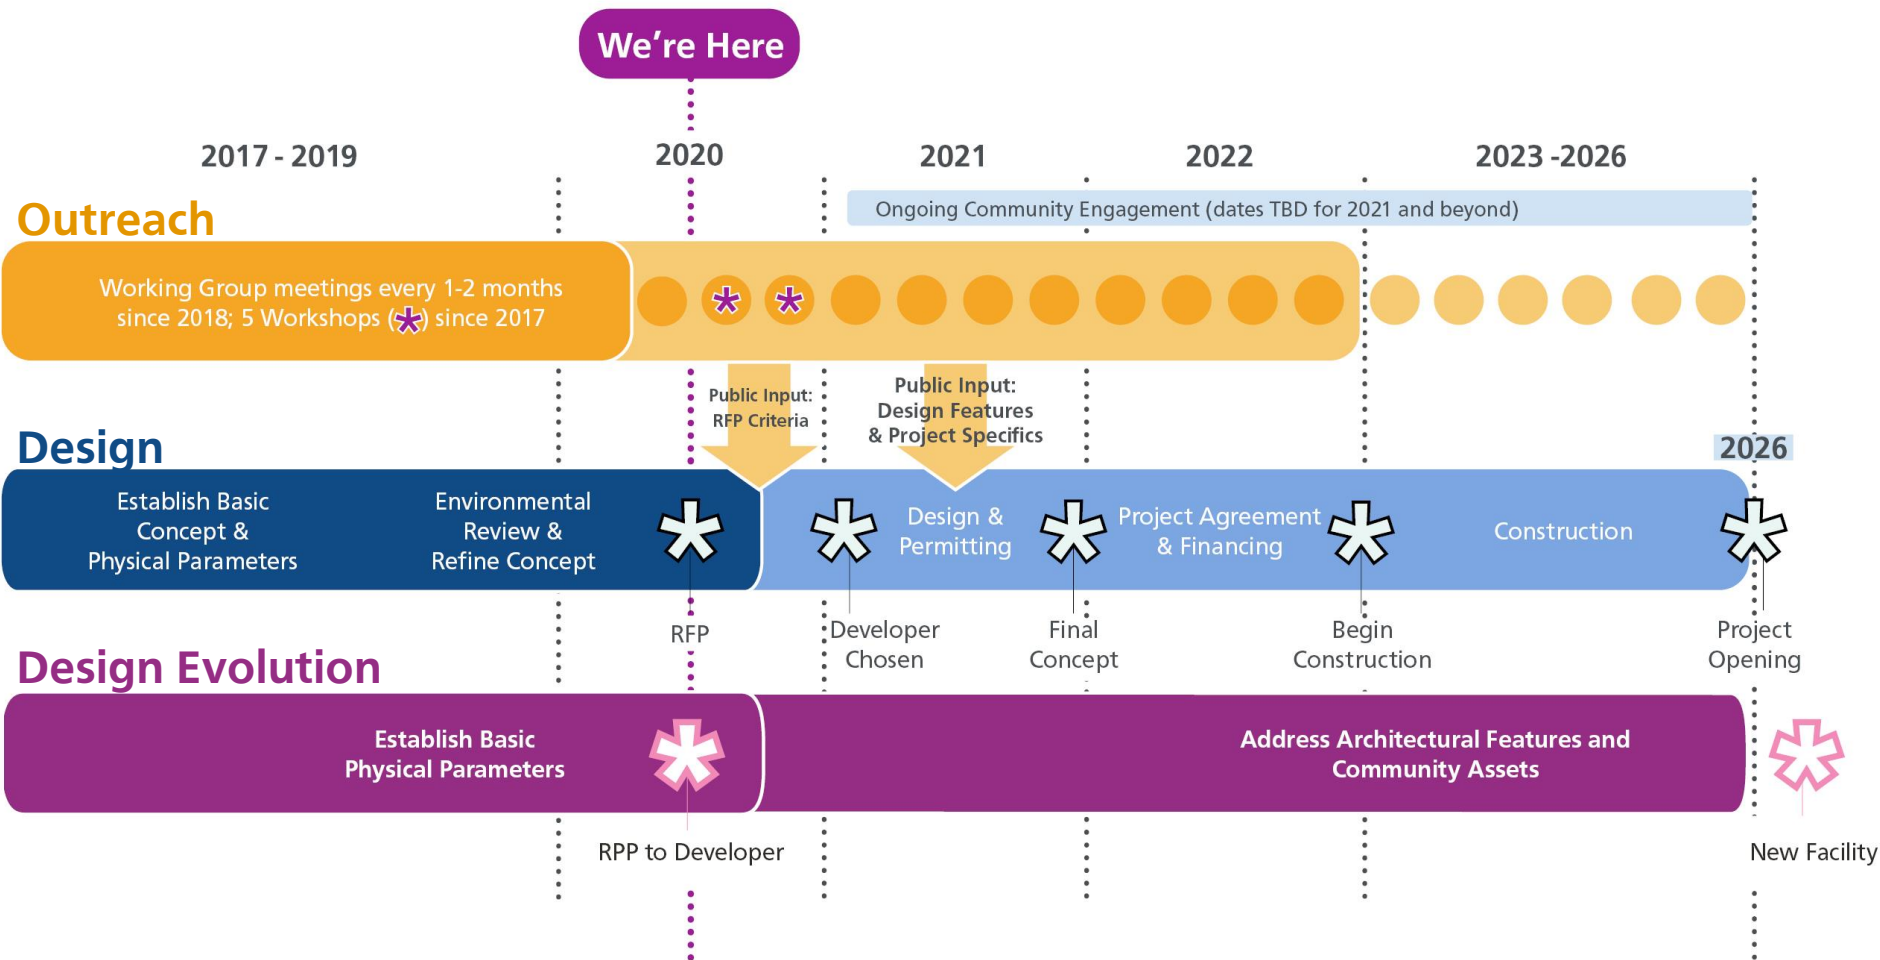 We're Here
2017 - 2019
2020
2021
2022
2023 -2026
Ongoing Community Engagement (dates TBD for 2021 and beyond)
Outreach
Working Group meetings every 1-2 months
since 2018; 5 Workshops (*) since 2017
* *
Public Input:
RFP Criteria
Public Input:
Design Features
& Project Specifics
Design
2026
Establish Basic
Concept &
Physical Parameters
Environmental
Review &
Refine Concept
Design &
Permitting
Project Agreement
& Financing
Construction
RFP
Developer
Chosen
Final
Concept
Begin
Construction
Project
Opening
Design Evolution
Establish Basic
Physical Parameters
Address Architectural Features and
Community Assets
RPP to Developer
New Facility